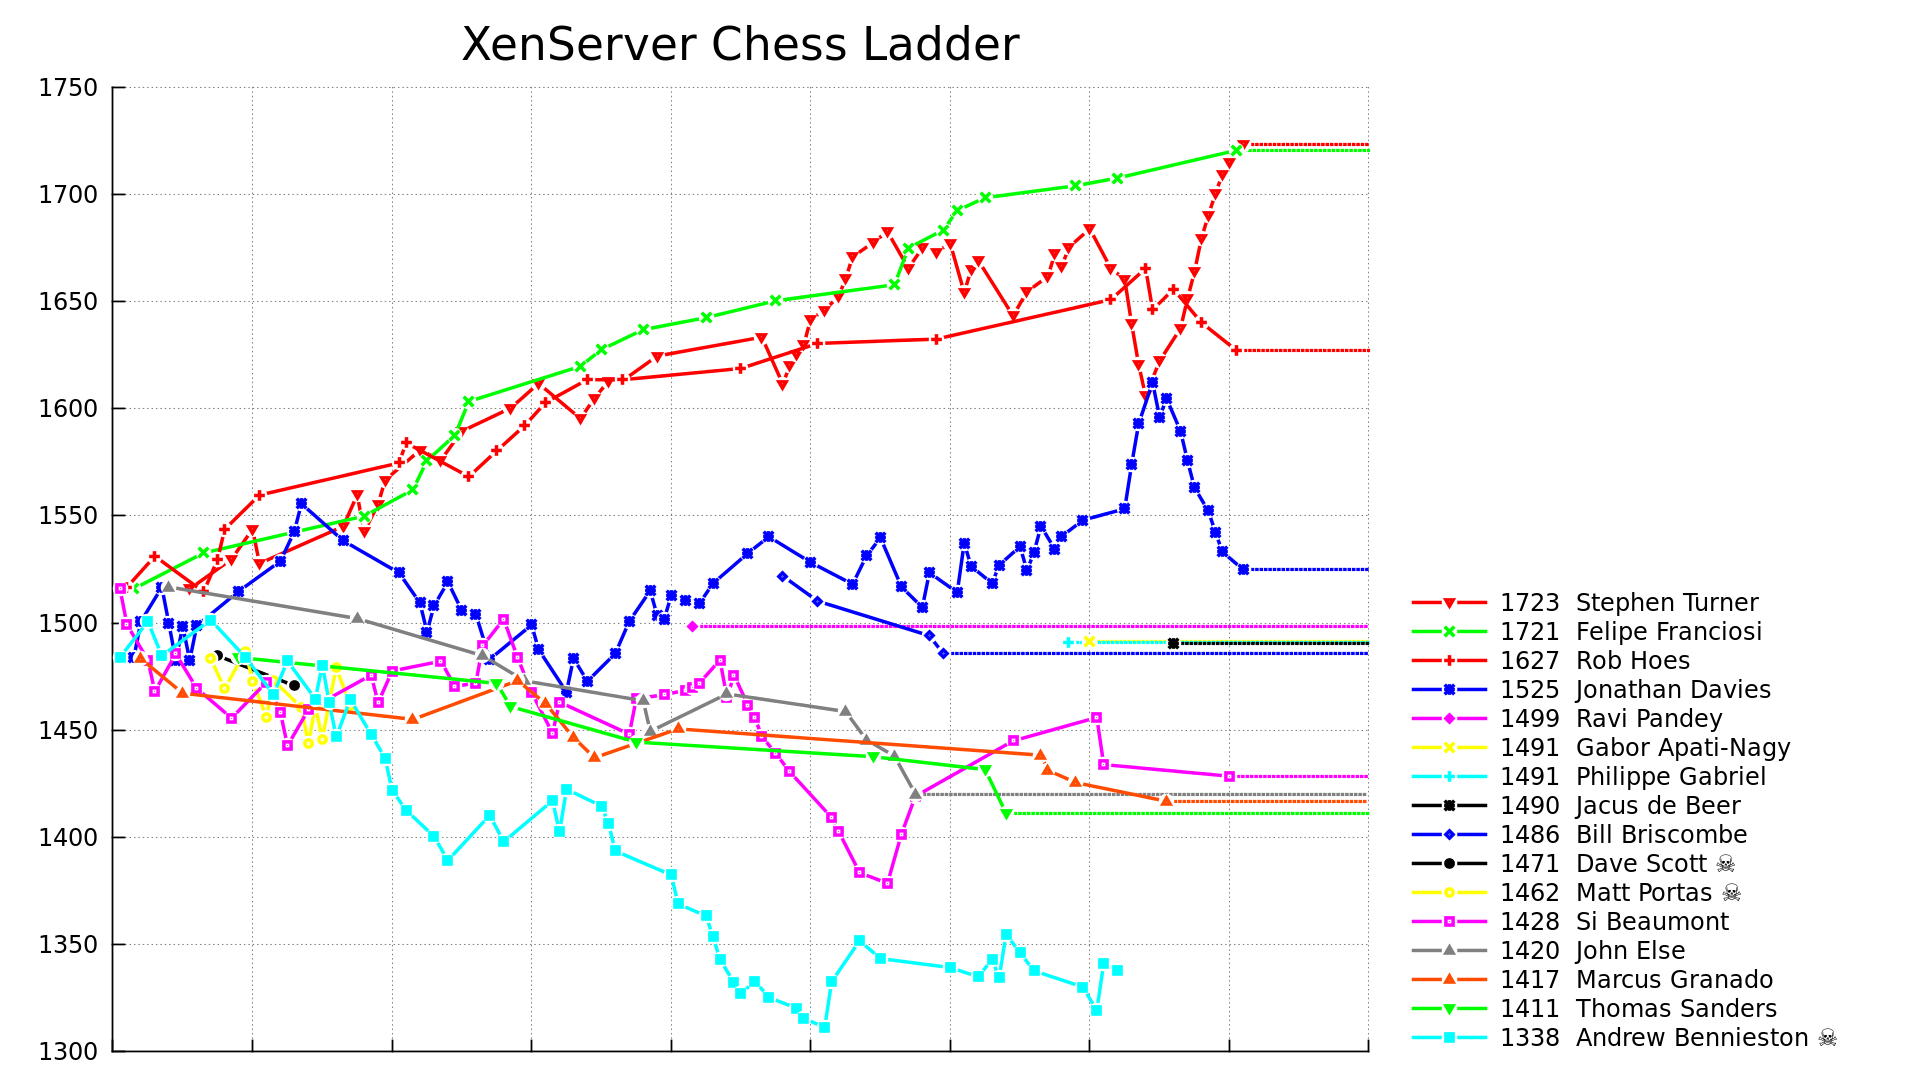 XenServer Chess Ladder
1750
1700
1650
1600
1550
1500
1450
1400
1350
1300
1723 Stephen Turner
1721 Felipe Franciosi
1627 Rob Hoes
1525 Jonathan Davies
1499 Ravi Pandey
1491 Gabor Apati-Nagy
1491 Philippe Gabriel
1490 Jacus de Beer
1486 Bill Briscombe
1471 Dave Scott ☠
1462 Matt Portas ☠
1428 Si Beaumont
1420 John Else
1417 Marcus Granado
1411 Thomas Sanders
1338 Andrew Bennieston ☠